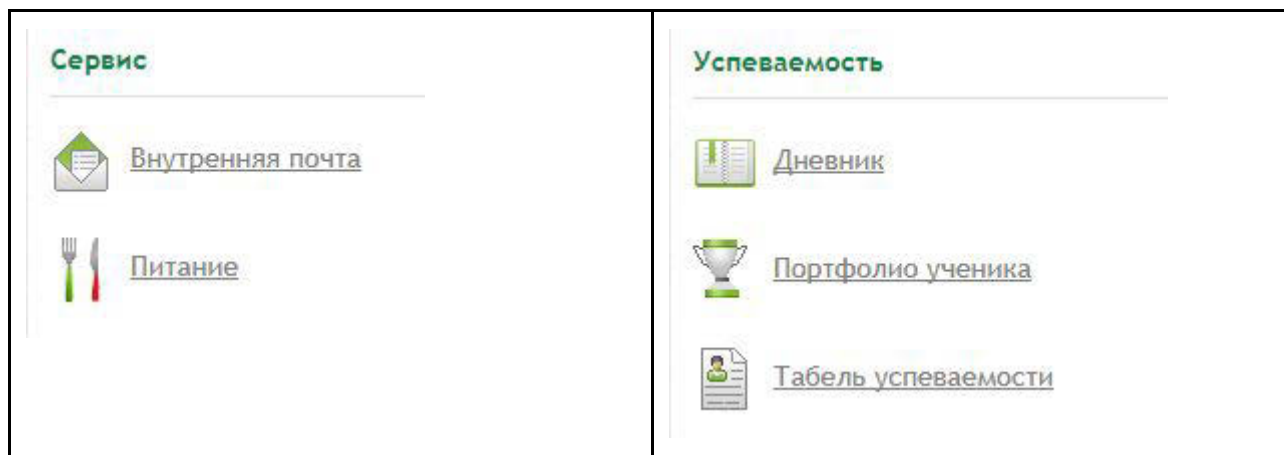 Сервис
Внутренняя почта
Питание
Успеваемость
Дневник
Портфолио ученика
Табель успеваемости